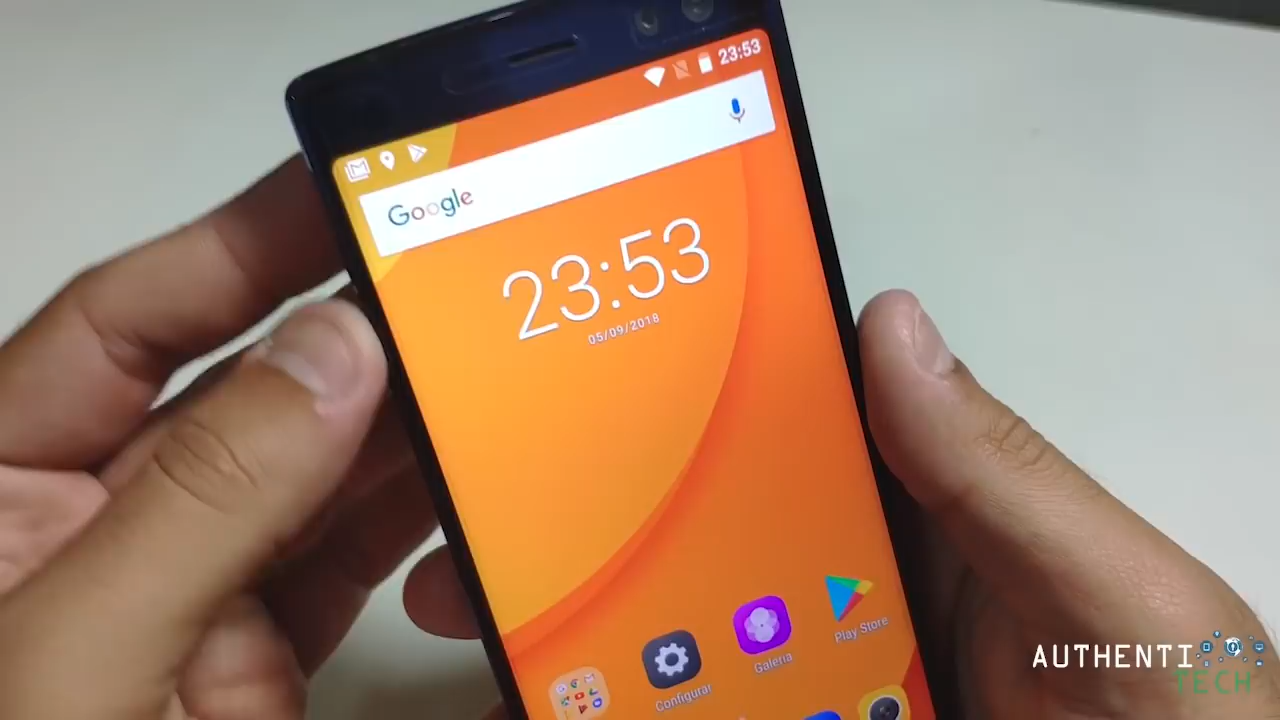 23:53
Google
23:53
05/09/2018
Play Store
Galeria
Configurar
AUTHENTI
TECH